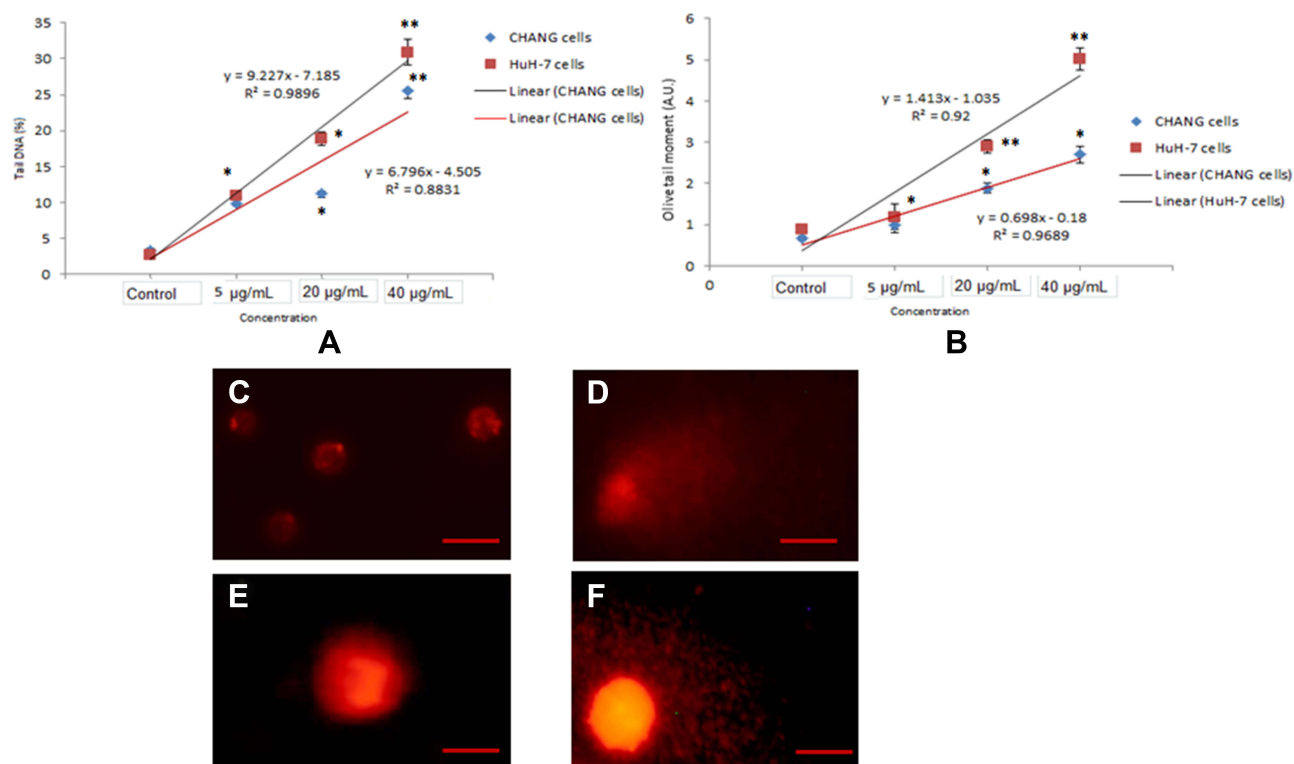 35
30
25
20
15
10
5
0
Tail DNA (%)
**
**
*
*
*
y = 9.227x - 7.185
R² = 0.9896
y = 6.796x - 4.505
R² = 0.8831
CHANG cells
HuH-7 cells
Linear (CHANG cells)
Linear (CHANG cells)
Control
5 µg/mL
20 µg/mL
40 µg/mL
Concentration
A
6
5
4
3
2
1
0
Olive tail moment (A.U.)
**
*
**
*
*
y = 1.413x - 1.035
R² = 0.92
y = 0.698x - 0.18
R² = 0.9689
CHANG cells
HuH-7 cells
Linear (CHANG cells)
Linear (HuH-7 cells)
0
Control
5 µg/mL
20 µg/mL
40 µg/mL
Concentration
B
C
D
E
F